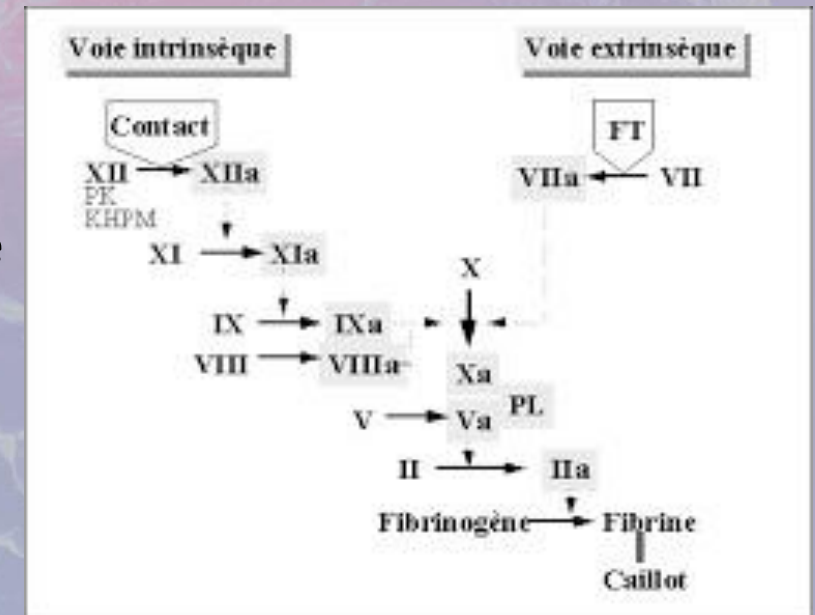 Voie intrinsèque
Voie extrinsèque
Contact
FT
XII XIIa
VIIa VII
PK
KHPM
XI XIa
X
IX IXa
VIII VIIIa
Xa
PL
V Va
II IIa
Fibrinogène Fibrine
Caillot